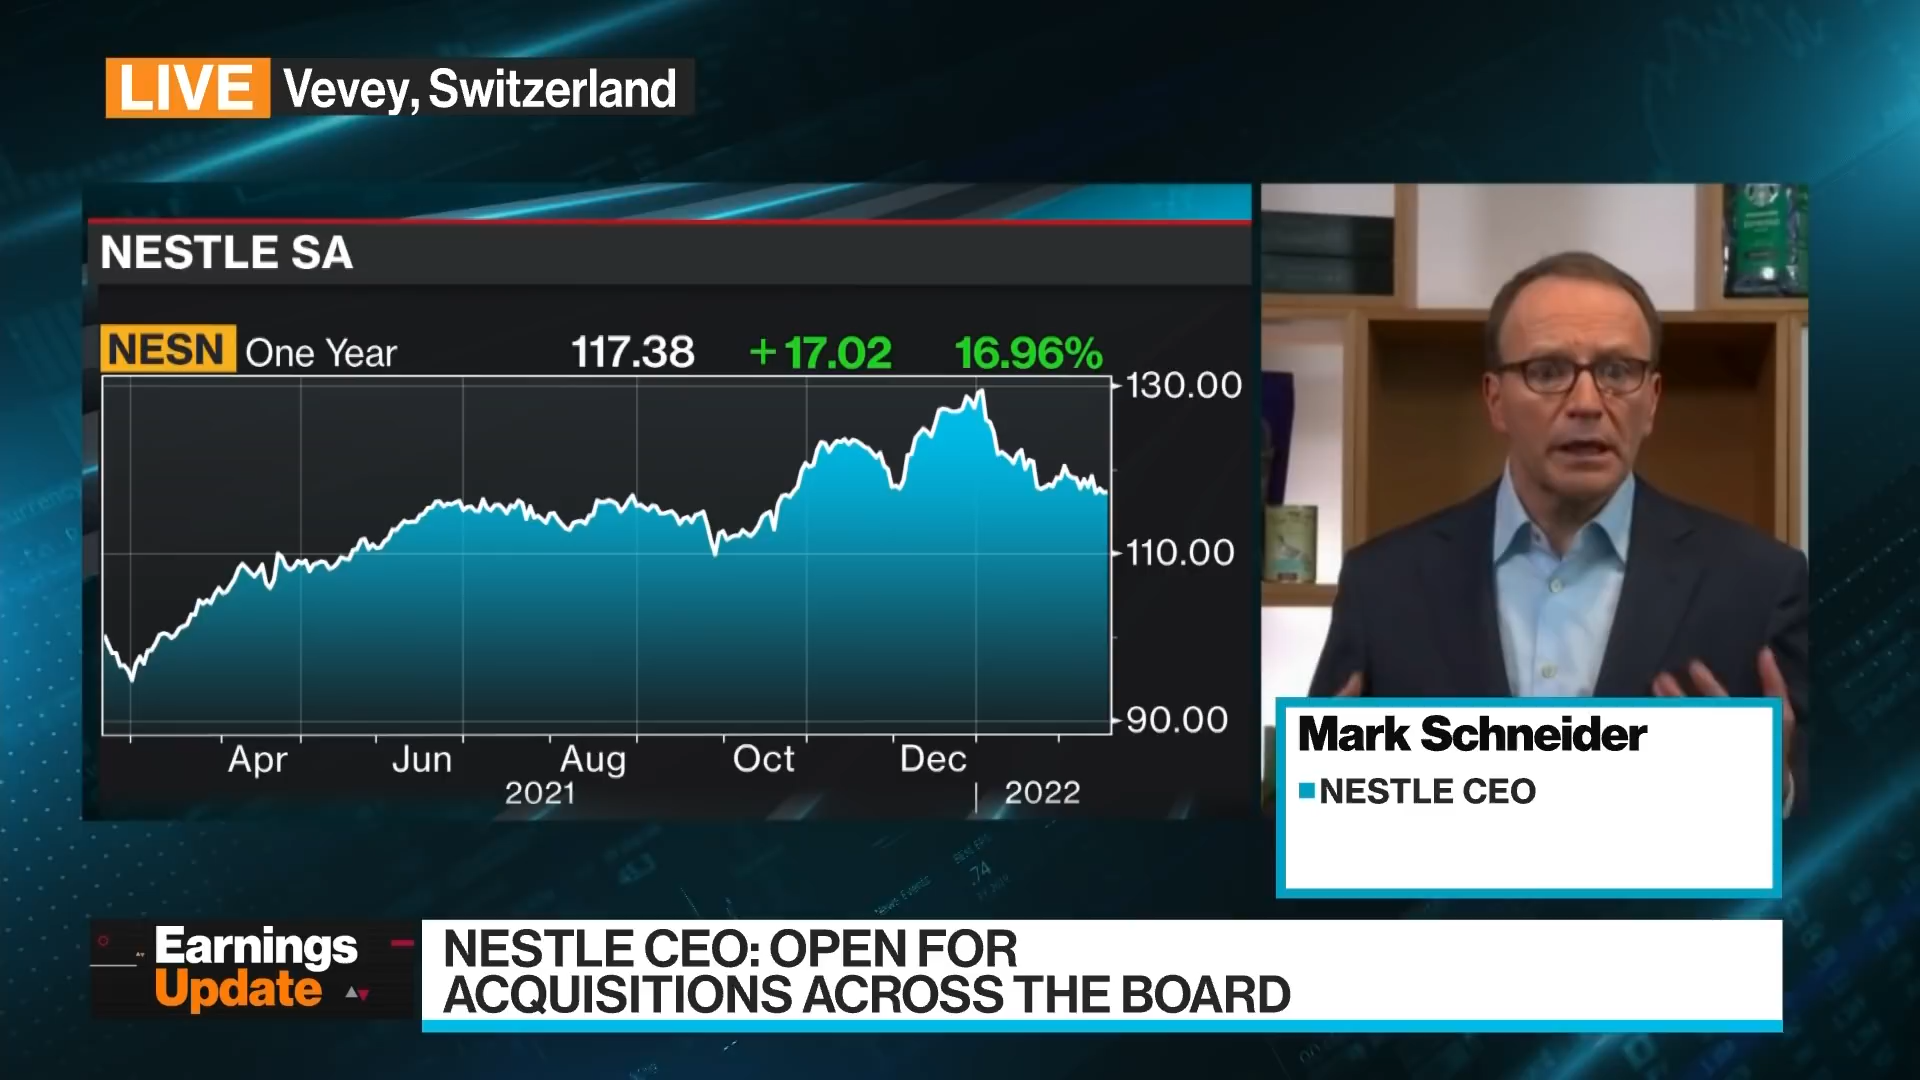 LIVE Vevey, Switzerland
NESTLE SA
NESN One Year 117.38 +17.02 16.96%
130.00
110.00
90.00
Apr Jun Aug Oct Dec
2021 2022
Mark Schneider
NESTLE CEO
Earnings
Update
NESTLE CEO: OPEN FOR
ACQUISITIONS ACROSS THE BOARD